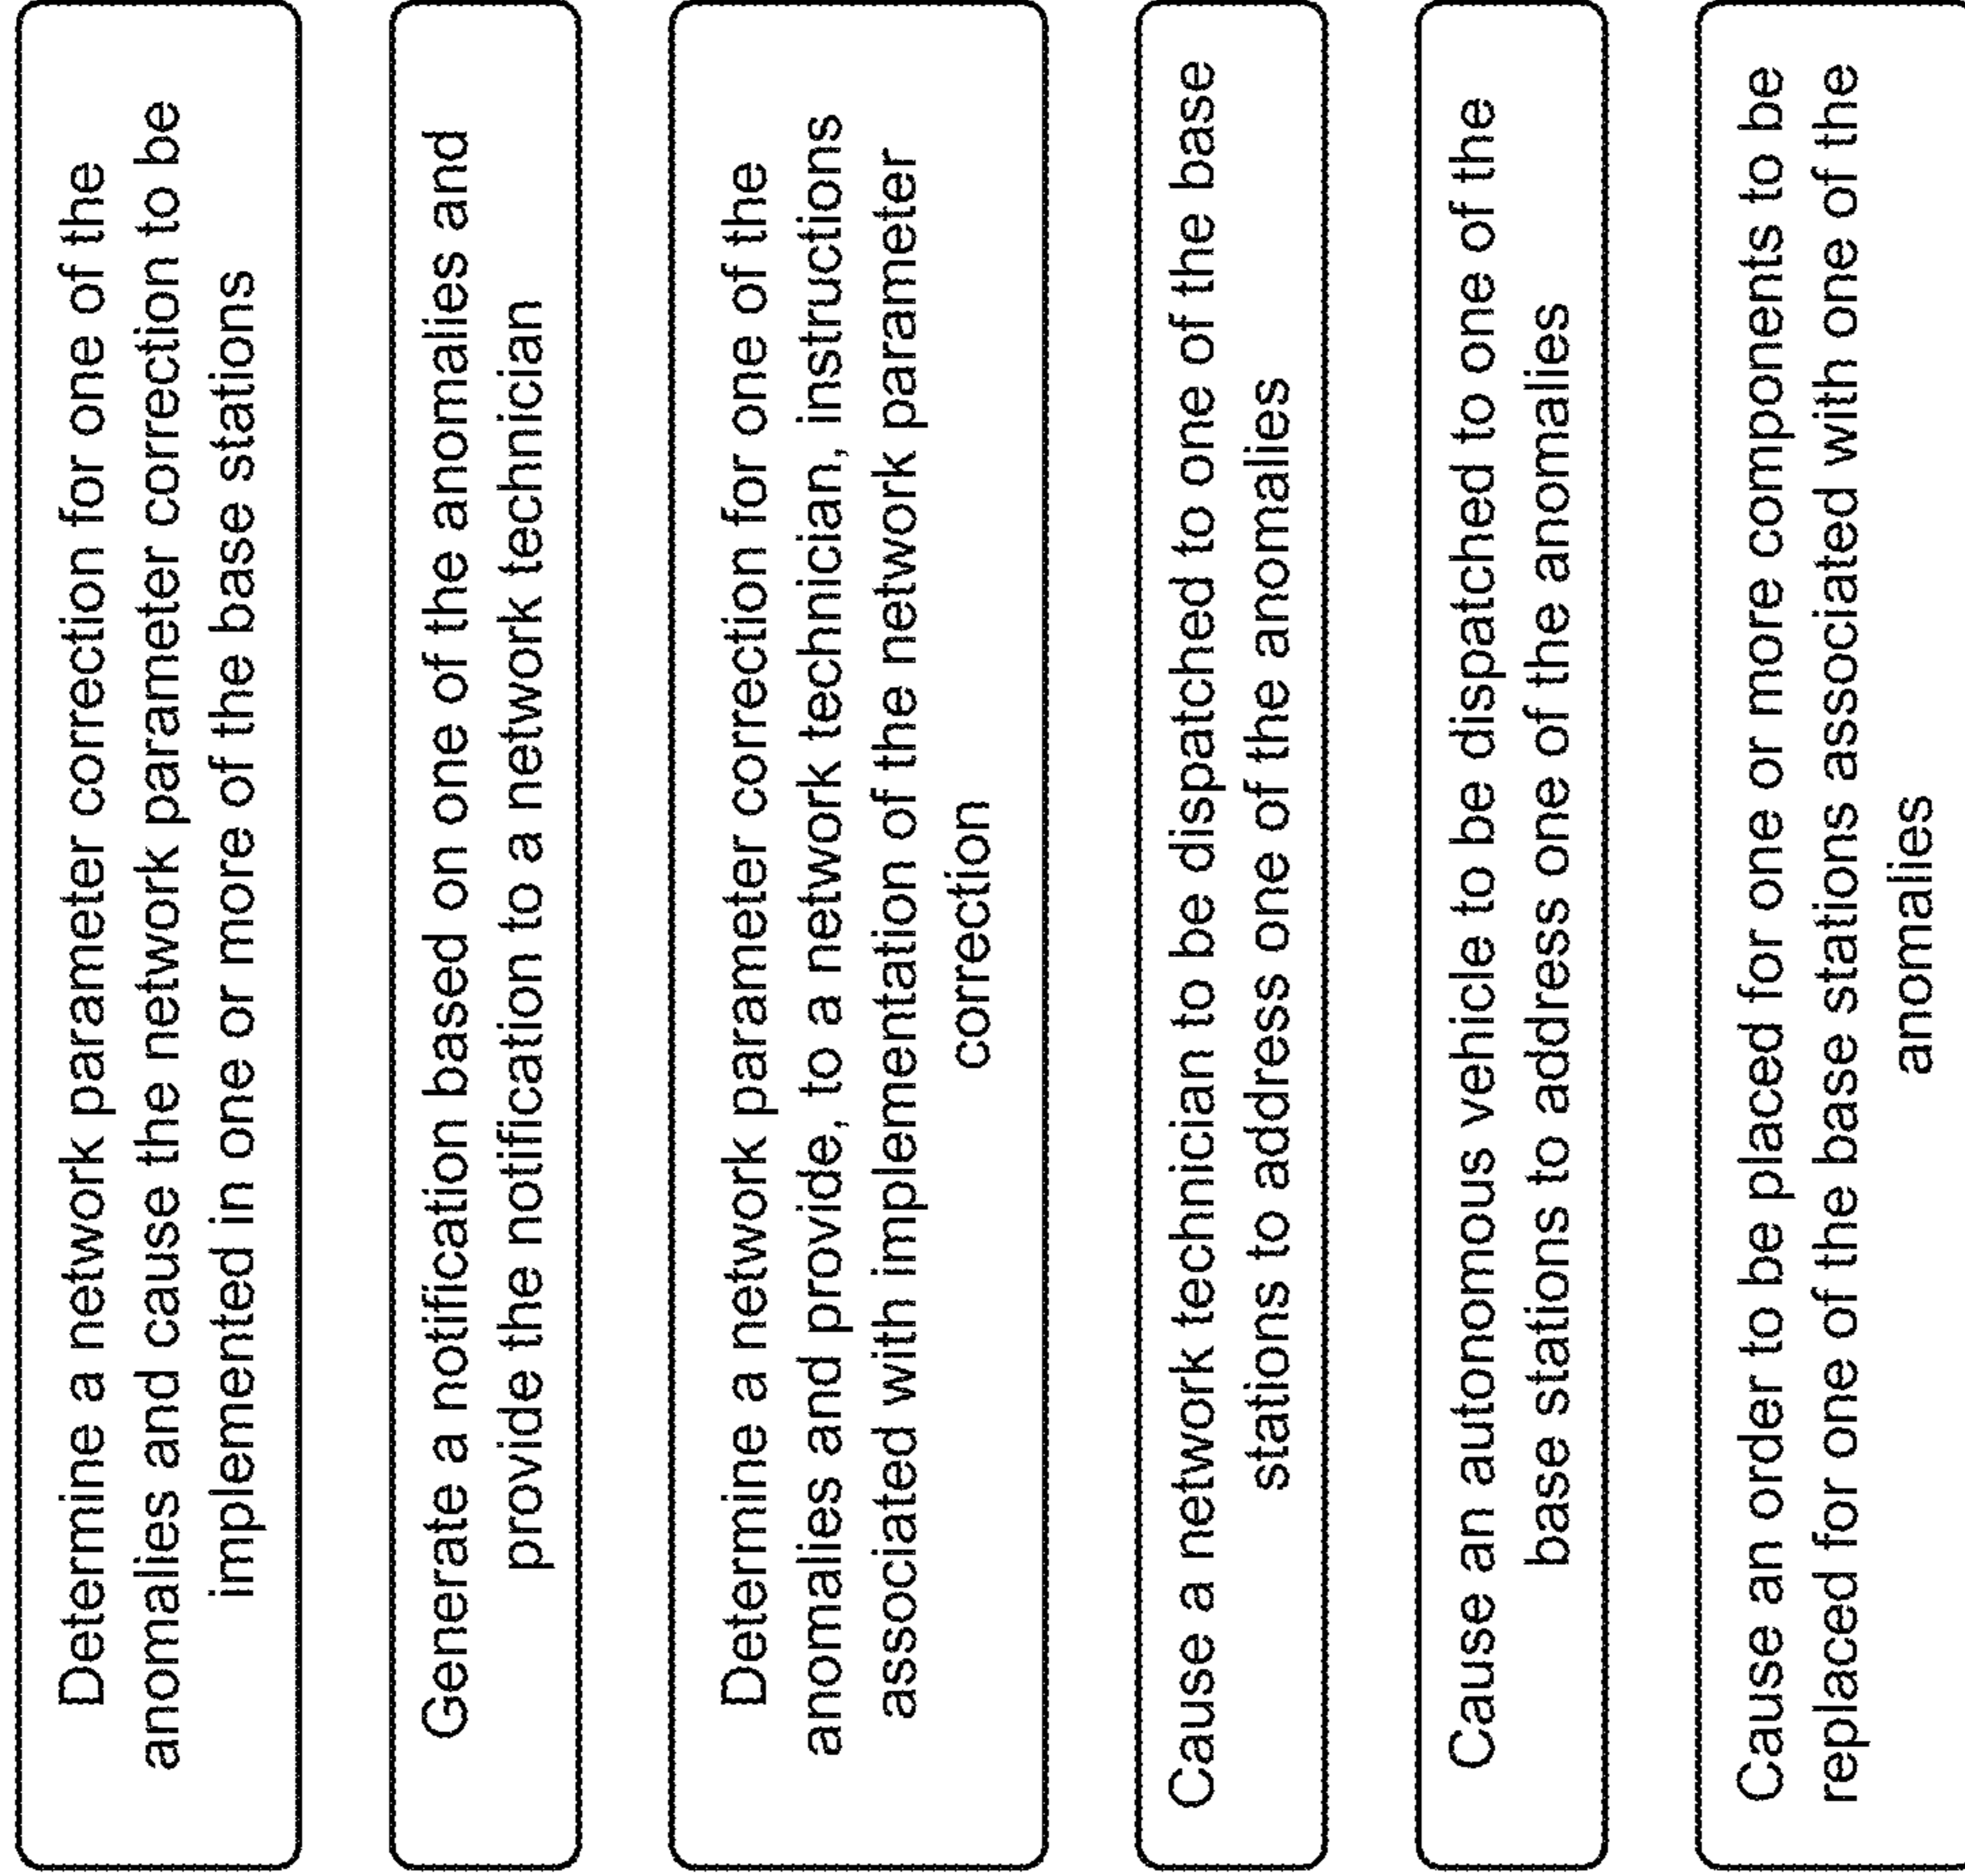 Determine a network parameter correction for one of the
anomalies and cause the network parameter correction to be
implemented in one or more of the base stations
Generate a notification based on one of the anomalies and
provide the notification to a network technician
Determine a network parameter correction for one of the
anomalies and provide, to a network technician, instructions
associated with implementation of the network parameter
correction
Cause a network technician to be dispatched to one of the base
stations to address one of the anomalies
Cause an autonomous vehicle to be dispatched to one of the
base stations to address one of the anomalies
Cause an order to be placed for one or more components to be
replaced for one of the base stations associated with one of the
anomalies